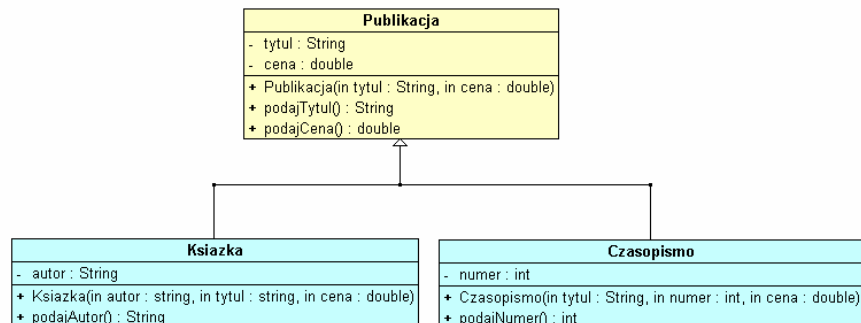 Publikacja
- tytul : String
- cena : double
+ Publikacja(in tytul : String, in cena : double)
+ podajTytul() : String
+ podajCena() : double
Ksiazka
- autor : String
+ Ksiazka(in autor : string, in tytul : string, in cena : double)
+ podajAutor() : String
Czasopismo
- numer : int
+ Czasopismo(in tytul : String, in numer : int, in cena : double)
+ podajNumer() : int